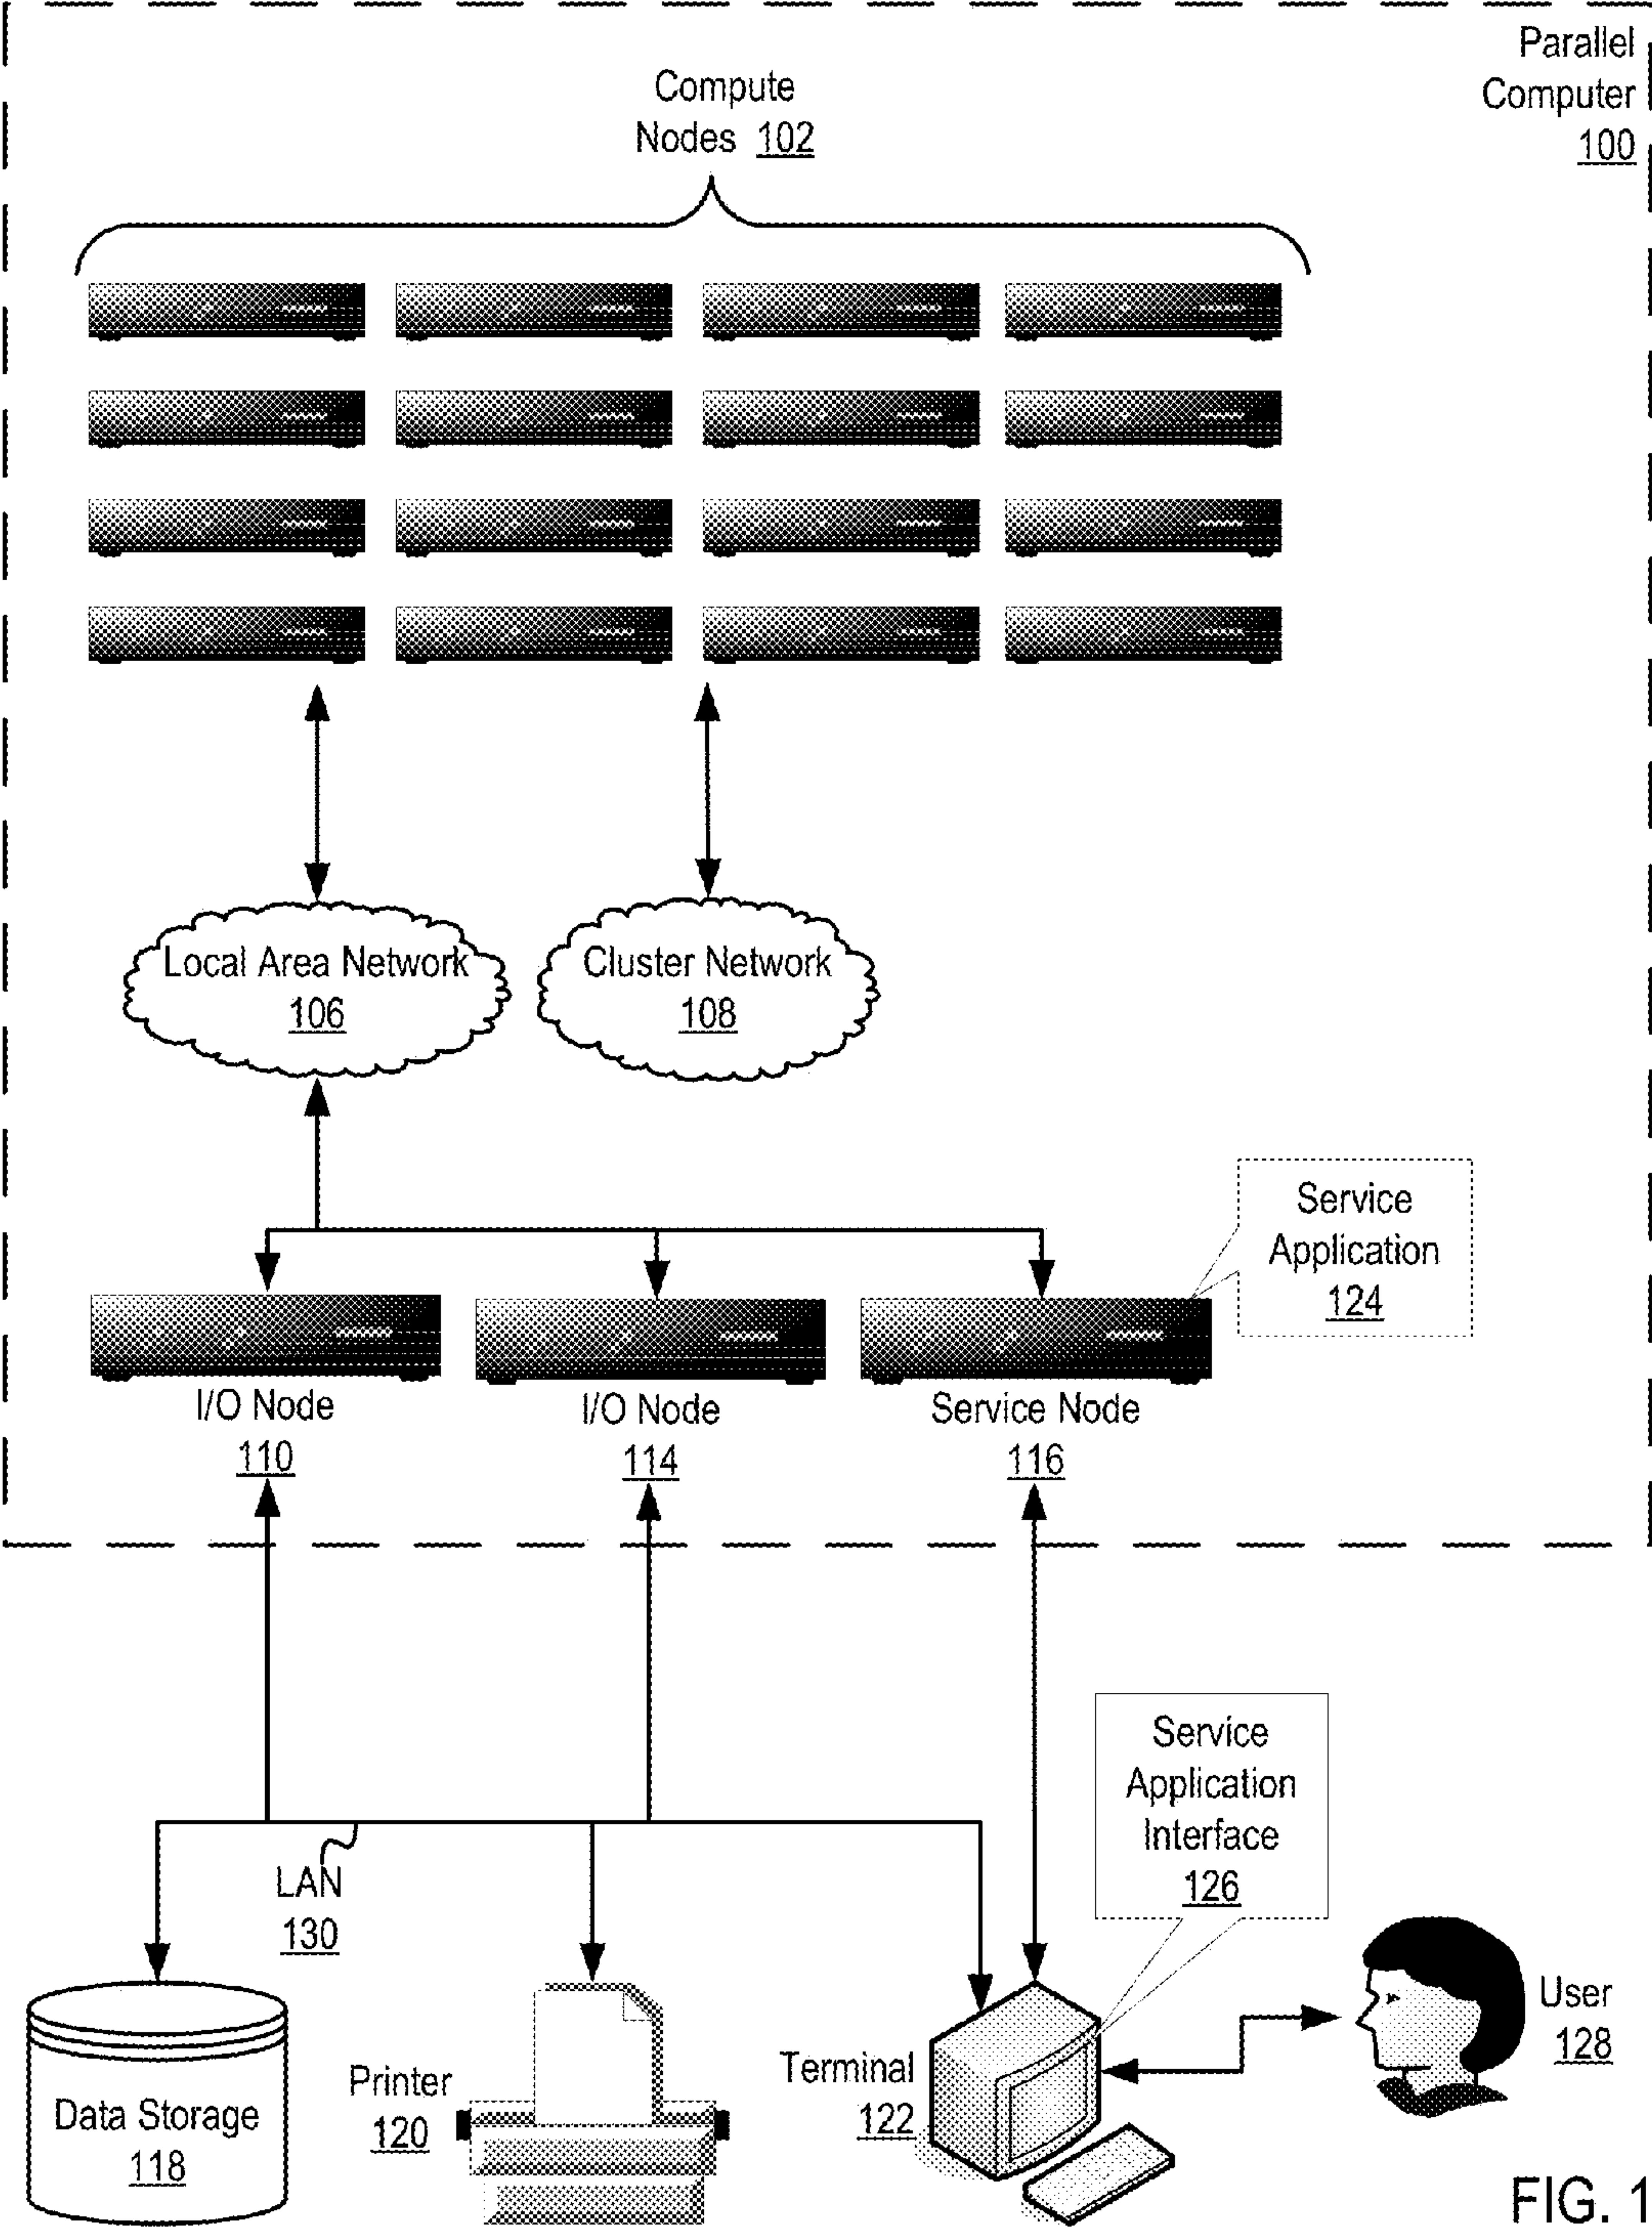 Parallel
Computer
100
Compute
Nodes 102
Local Area Network
106
Cluster Network
108
Service
Application
124
I/O Node
110
I/O Node
114
Service Node
116
Service
Application
Interface
126
LAN
130
User
128
Data Storage
118
Printer
120
Terminal
122
FIG. 1